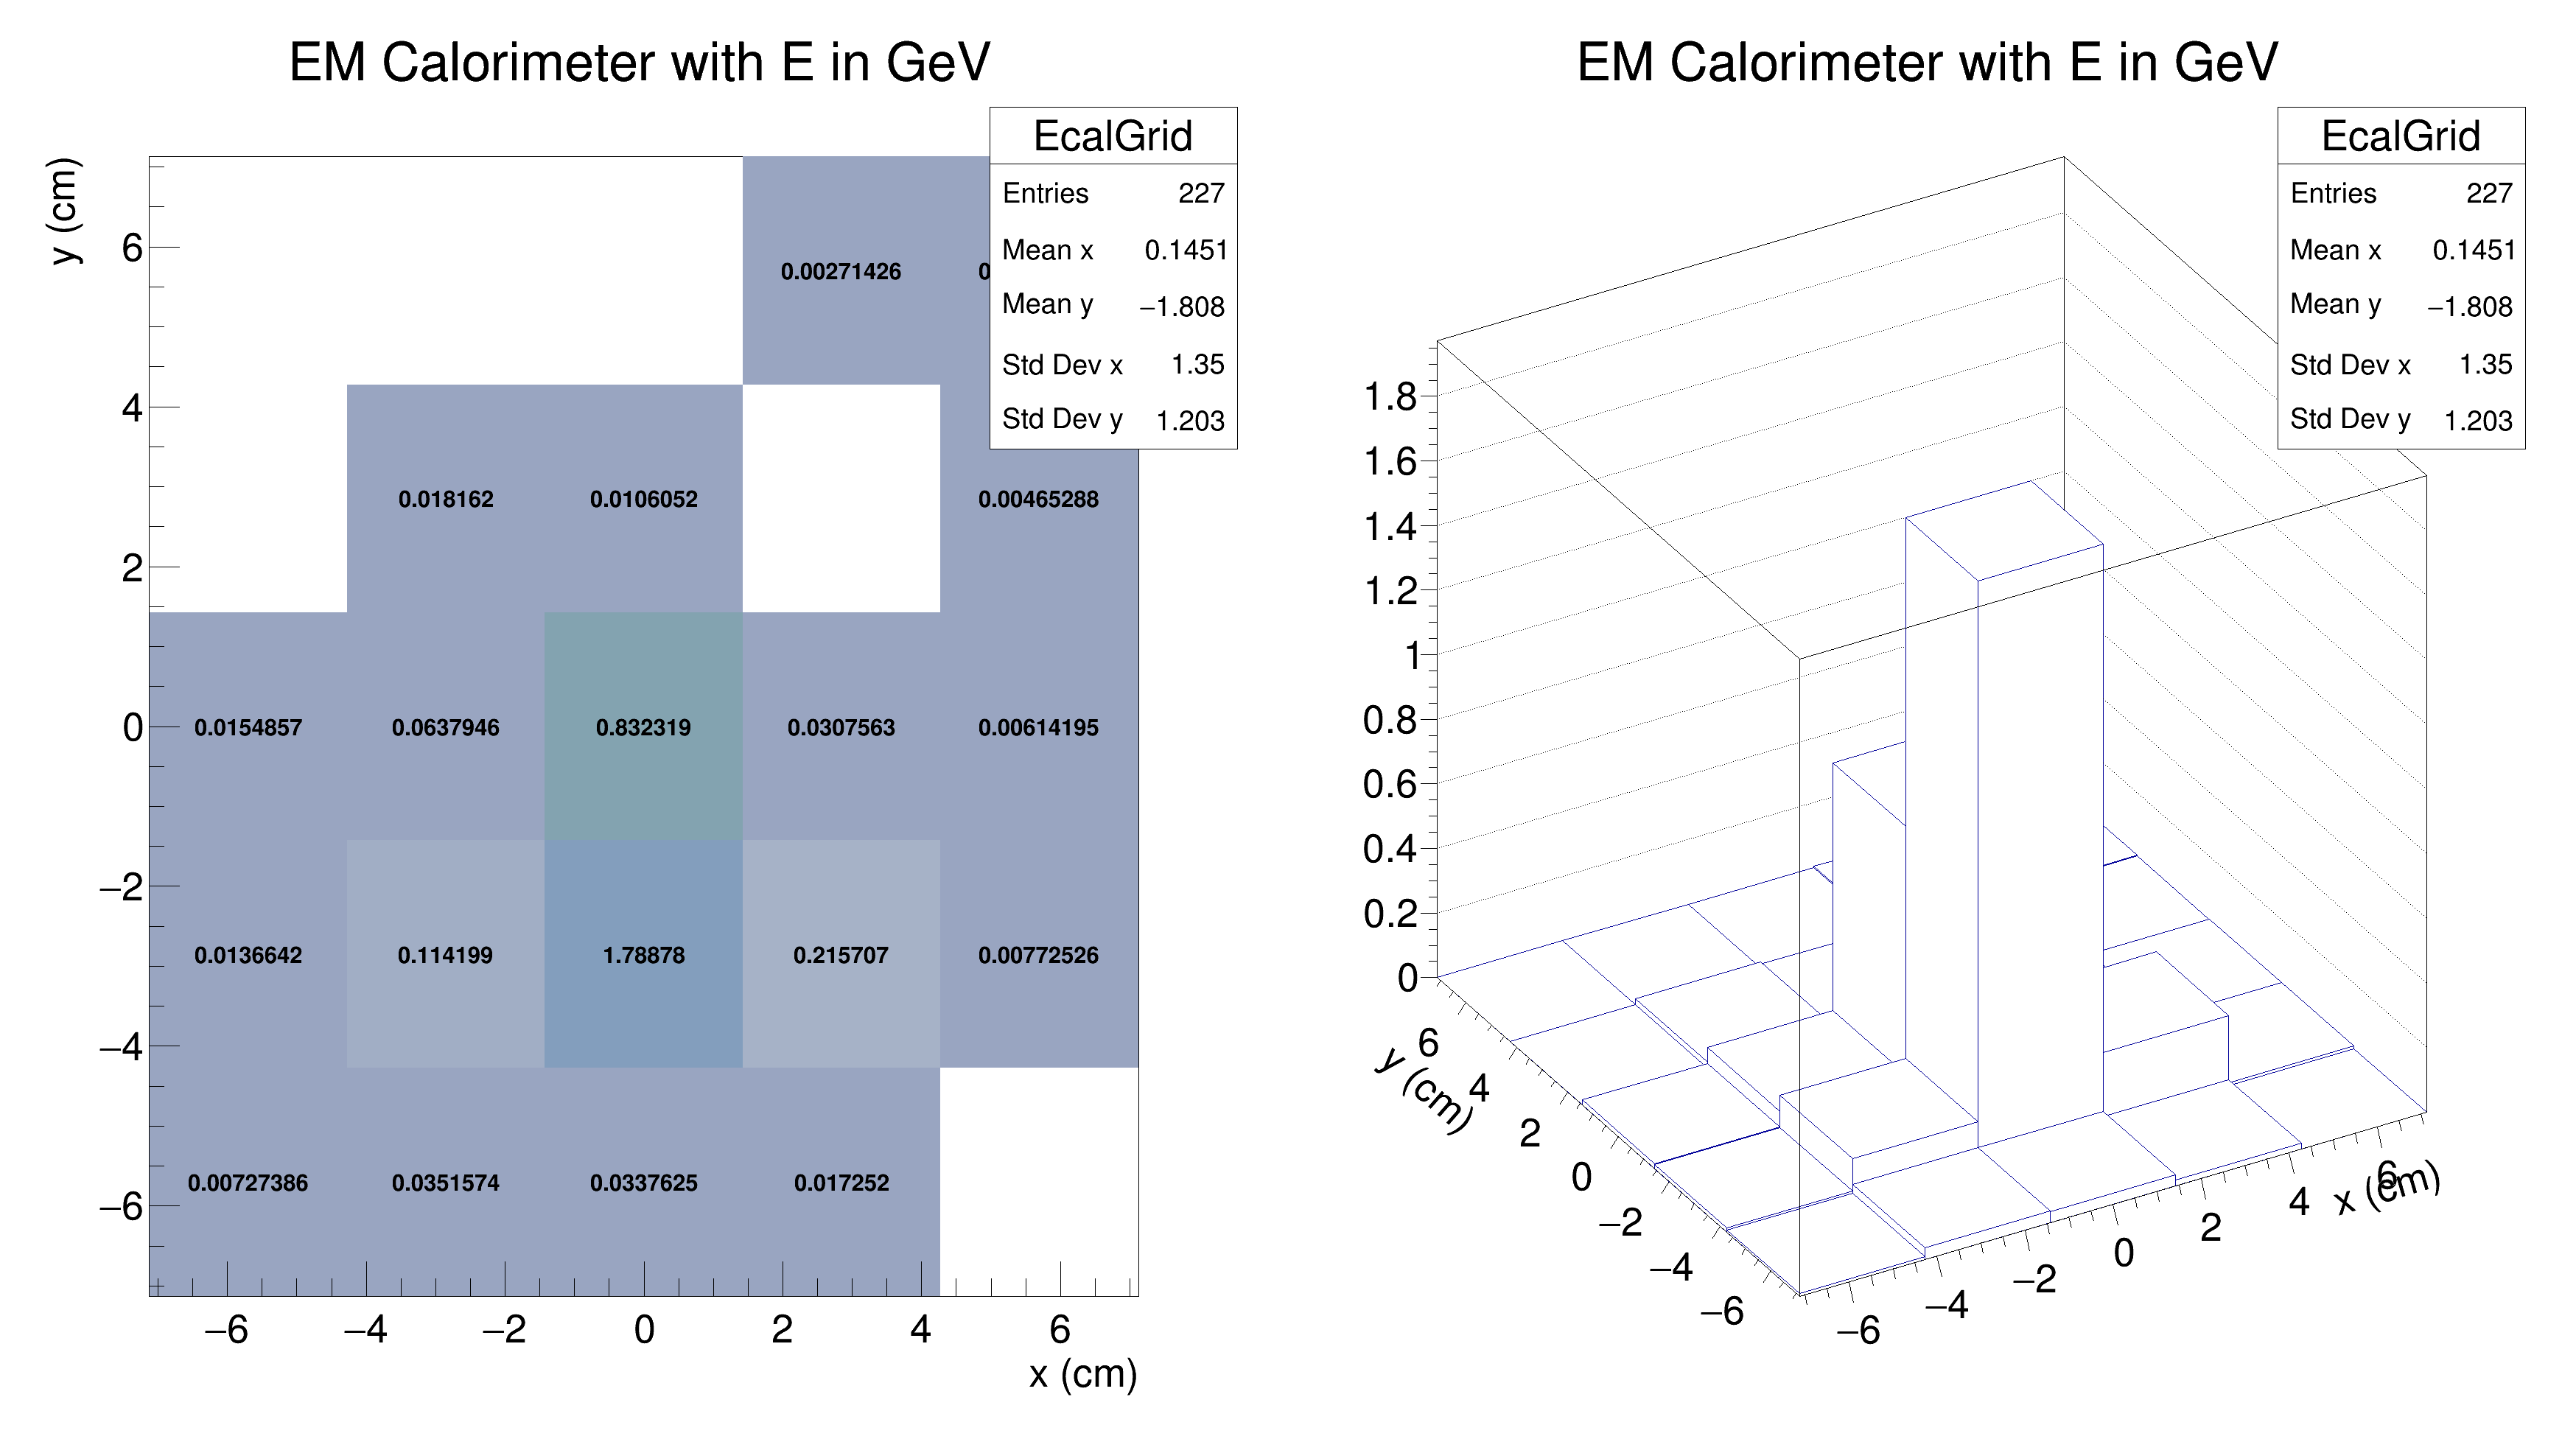 EM Calorimeter with E in GeV
EcalGrid
Entries 227
Mean x 0.1451
Mean y −1.808
Std Dev x 1.35
Std Dev y 1.203
y (cm)
6
4
2
0
−2
−4
−6
0.00271426
0.018162 0.0106052 0.00465288
0.0154857 0.0637946 0.832319 0.0307563 0.00614195
0.0136642 0.114199 1.78878 0.215707 0.00772526
0.00727386 0.0351574 0.0337625 0.017252
−6 −4 −2 0 2 4 6
x (cm)
EM Calorimeter with E in GeV
EcalGrid
Entries 227
Mean x 0.1451
Mean y −1.808
Std Dev x 1.35
Std Dev y 1.203
1.8
1.6
1.4
1.2
1
0.8
0.6
0.4
0.2
0
y (cm)
6
4
2
0
−2
−4
−6
−6
−4
−2
0
2
4
6
x (cm)